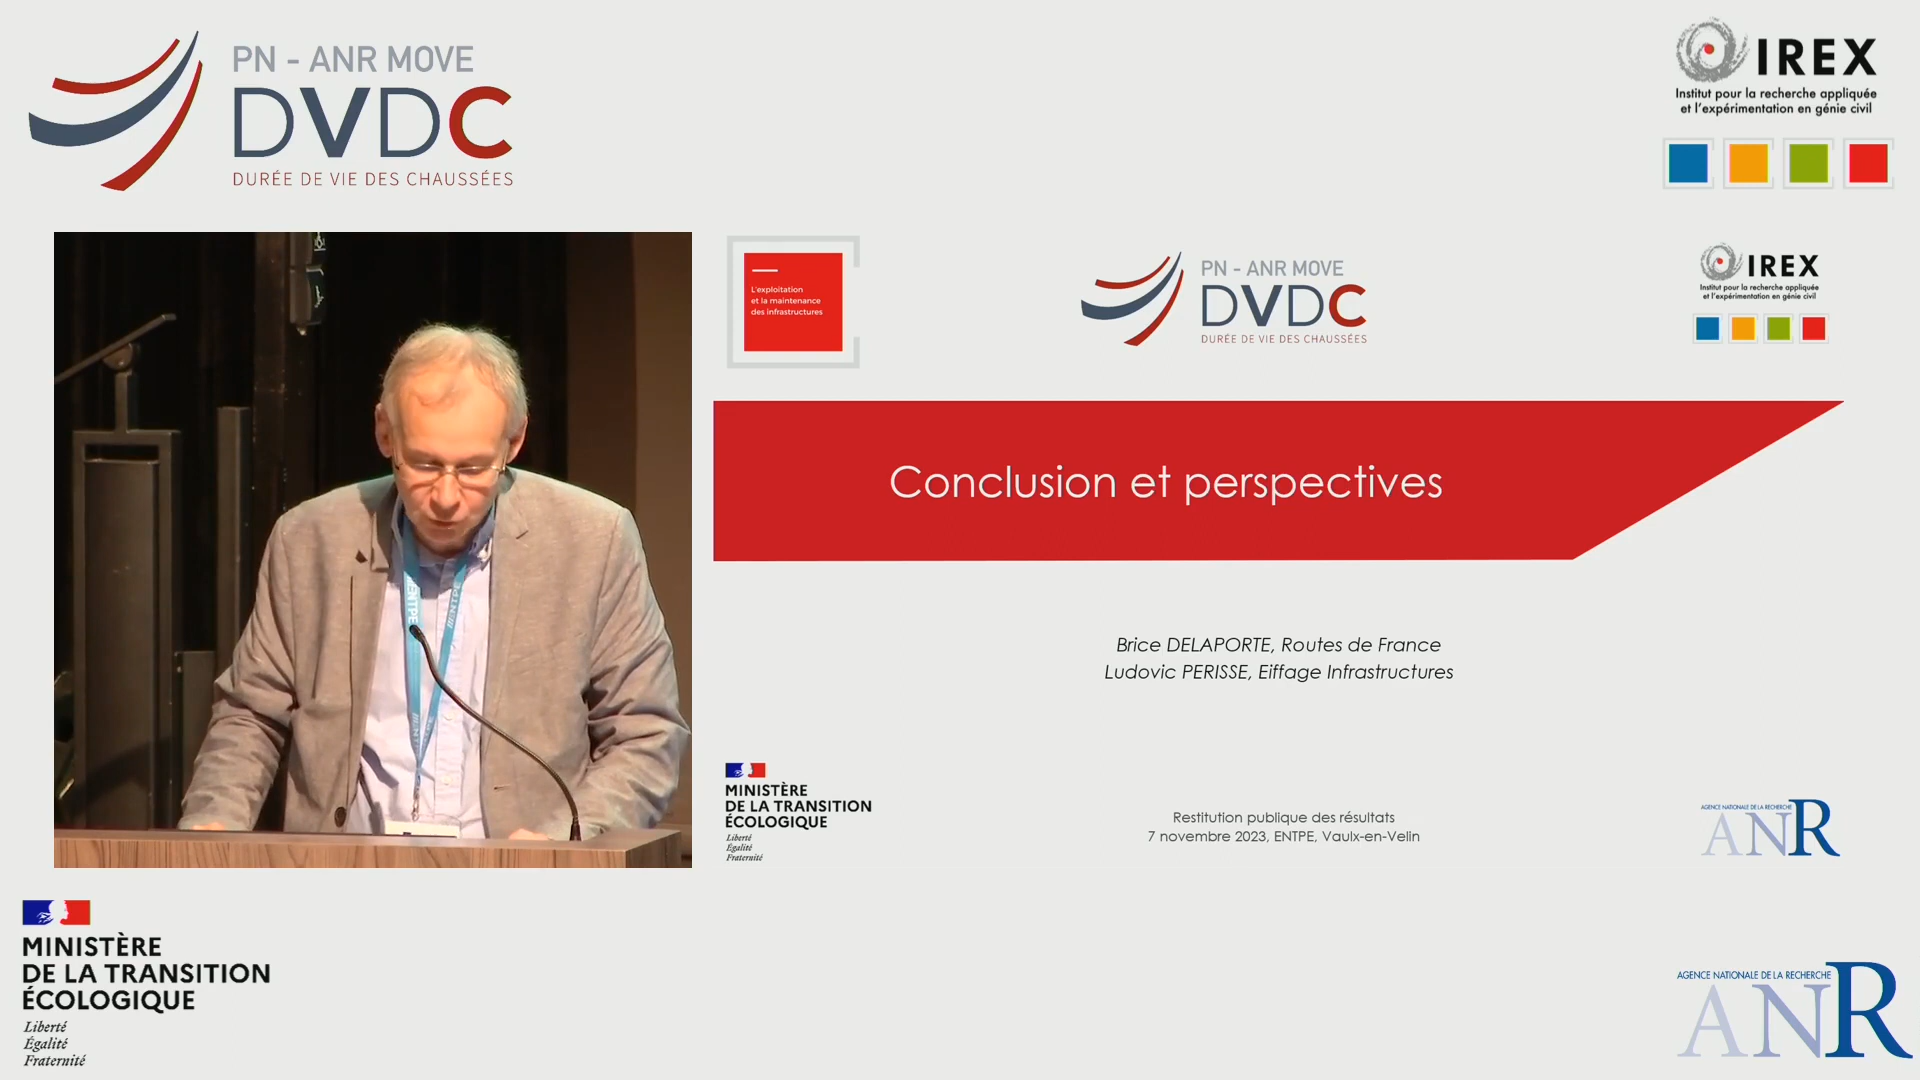 PN - ANR MOVE
DVDC
DURÉE DE VIE DES CHAUSSÉES
IREX
Institut pour la recherche appliquée
et l'expérimentation en génie civil
L'exploitation
et la maintenance
des infrastructures
PN - ANR MOVE
DVDC
DURÉE DE VIE DES CHAUSSÉES
IREX
Institut pour la recherche appliquée
et l'expérimentation en génie civil
Conclusion et perspectives
Brice DELAPORTE, Routes de France
Ludovic PERISSE, Eiffage Infrastructures
ENTPE
ENTPE
MINISTÈRE
DE LA TRANSITION
ÉCOLOGIQUE
Liberté
Égalité
Fraternité
Restitution publique des résultats
7 novembre 2023, ENTPE, Vaulx-en-Velin
AGENCE NATIONALE DE LA RECHERCHE
ANR
MINISTÈRE
DE LA TRANSITION
ÉCOLOGIQUE
Liberté
Égalité
Fraternité
AGENCE NATIONALE DE LA RECHERCHE
ANR